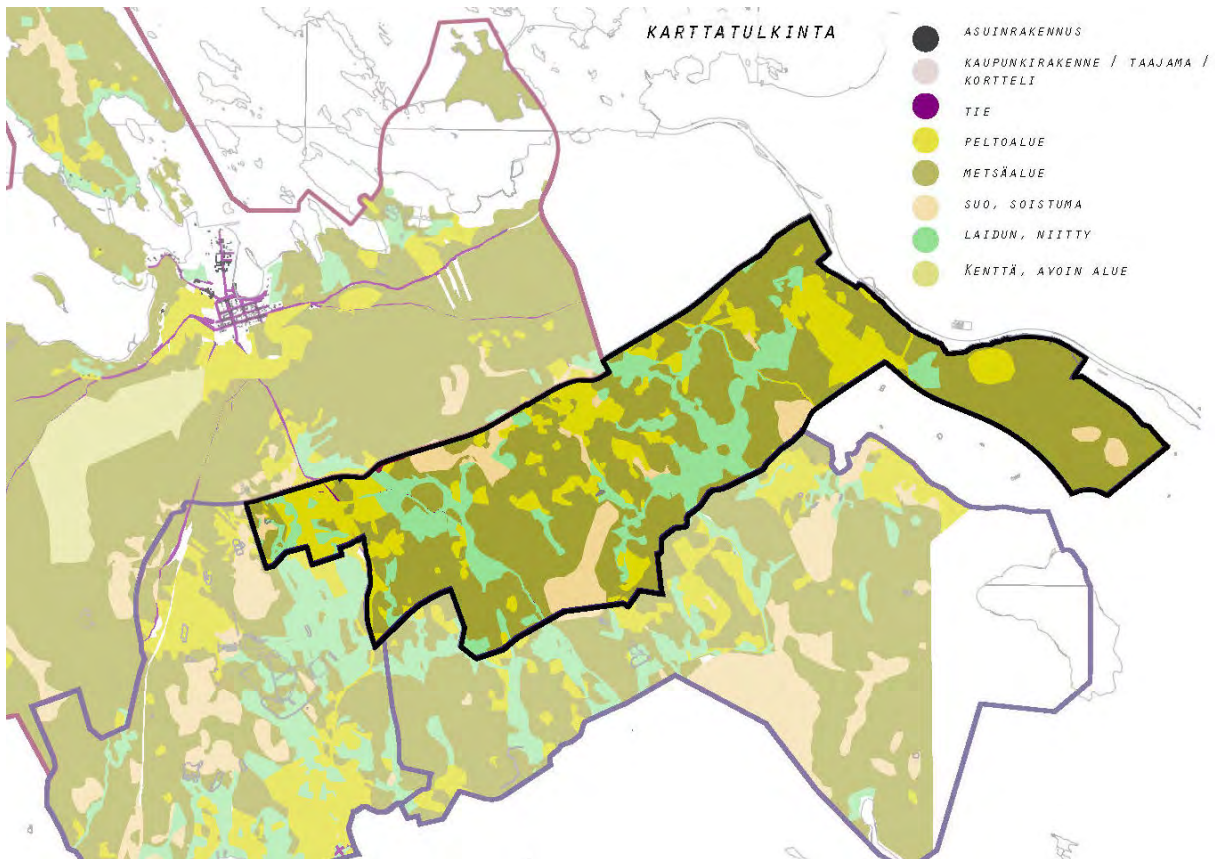 KARTTATULKINTA
ASUINRAKENNUS
KAUPUNKIRAKENNE / TAAJAMA /
KORTTELI
TIE
PELTOALUE
METSÄALUE
SUO, SOISTUMA
LAIDUN, NIITTY
KENTTÄ, AVOIN ALUE